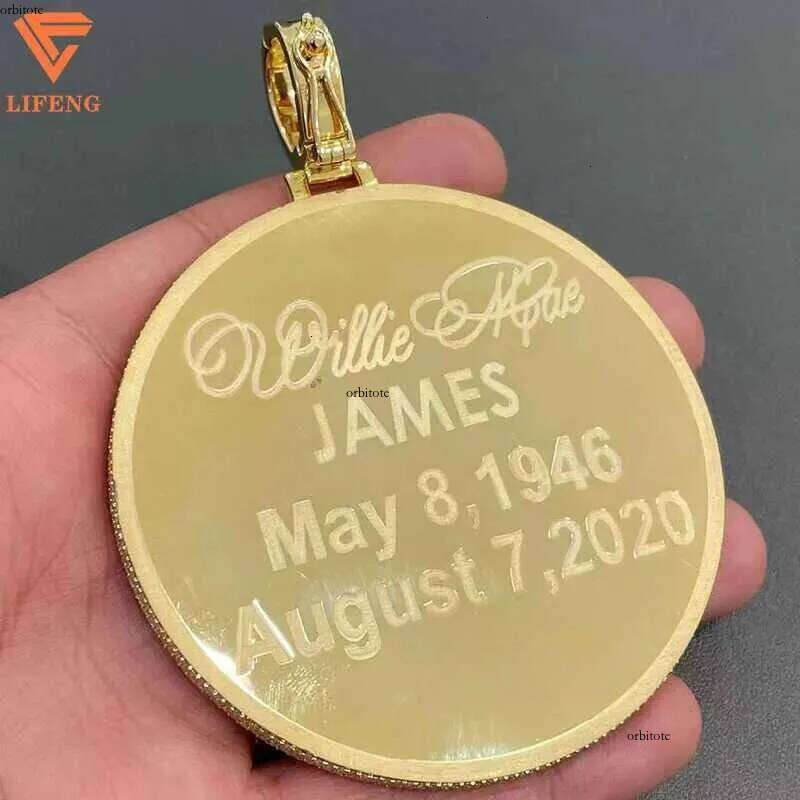 orbitote
LIFENG
Willie Mae
orbitote
JAMES
May 8,1946
August 7,2020
orbitote